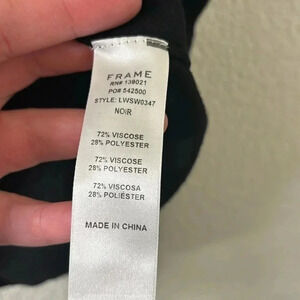 FRAME
RN# 138021
PO# 542500
STYLE: LWSW0347
NOIR
72% VISCOSE
28% POLYESTER
72% VISCOSE
28% POLYESTER
72% VISCOSA
28% POLIÉSTER
MADE IN CHINA